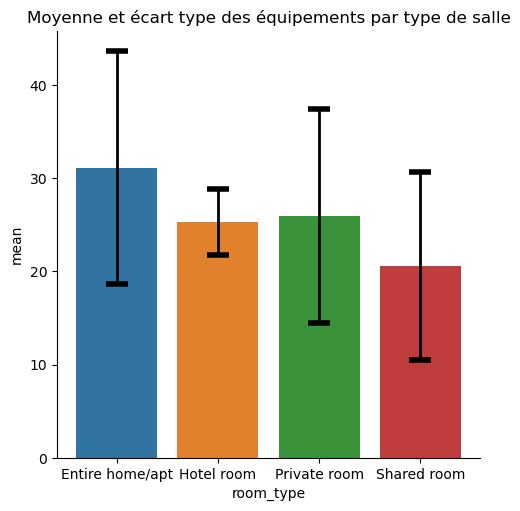 Moyenne et écart type des équipements par type de salle
40
30
20
10
0
mean
Entire home/apt Hotel room Private room Shared room
room_type